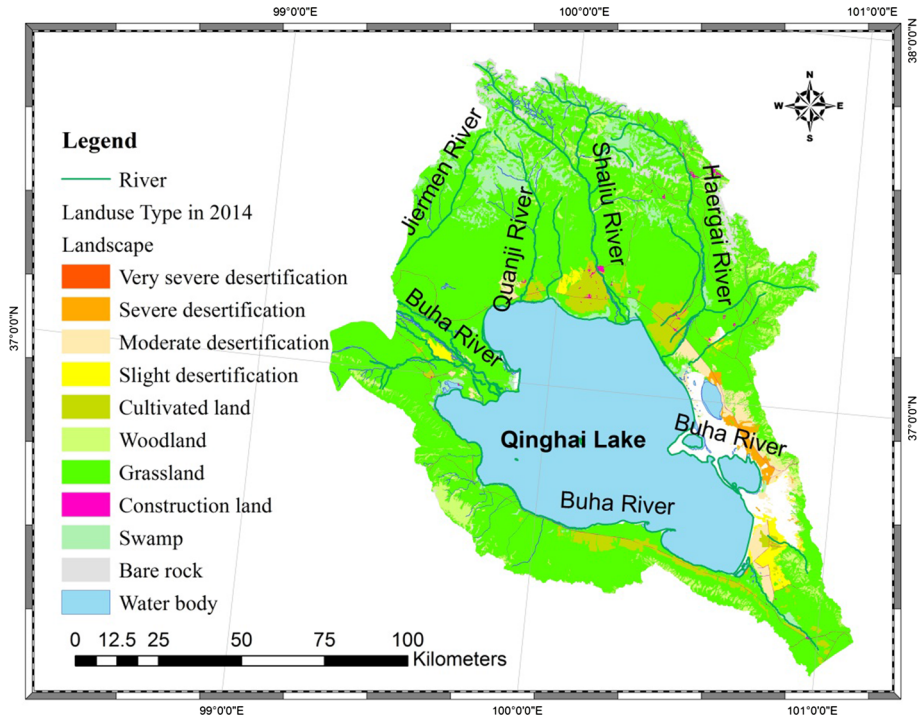 99°0'0"E 100°0'0"E 101°0'0"E
38°0'0"N
N
W E
S
Legend
River
Landuse Type in 2014
Landscape
Very severe desertification
Severe desertification
Moderate desertification
Slight desertification
Cultivated land
Woodland
Grassland
Construction land
Swamp
Bare rock
Water body
0 12.5 25 50 75 100
Kilometers
Jiermen River
Quanji River
Shaliu River
Haergai River
Buha River
Buha River
Qinghai Lake
Buha River
37°0'0"N
37°0'0"N
99°0'0"E 100°0'0"E 101°0'0"E